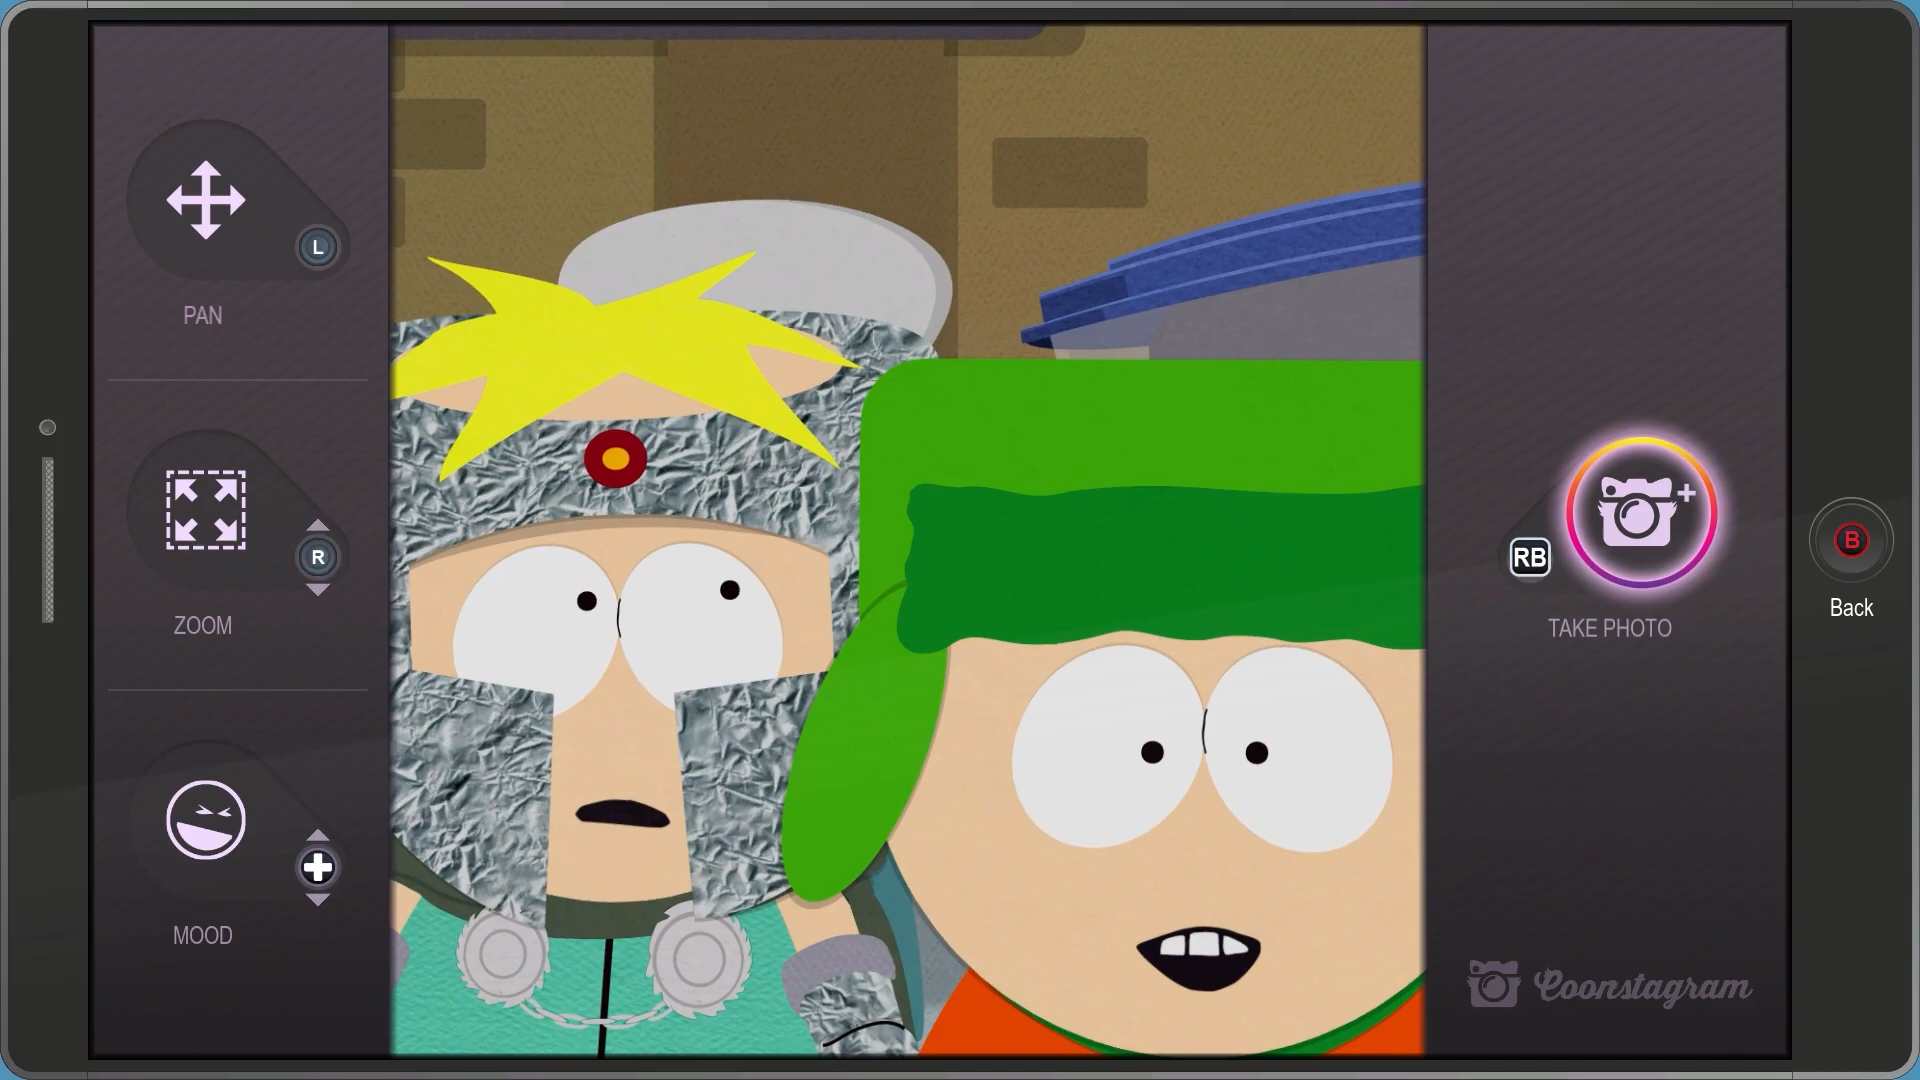 L
PAN
R
ZOOM
MOOD
RB
TAKE PHOTO
B
Back
Coonstagram